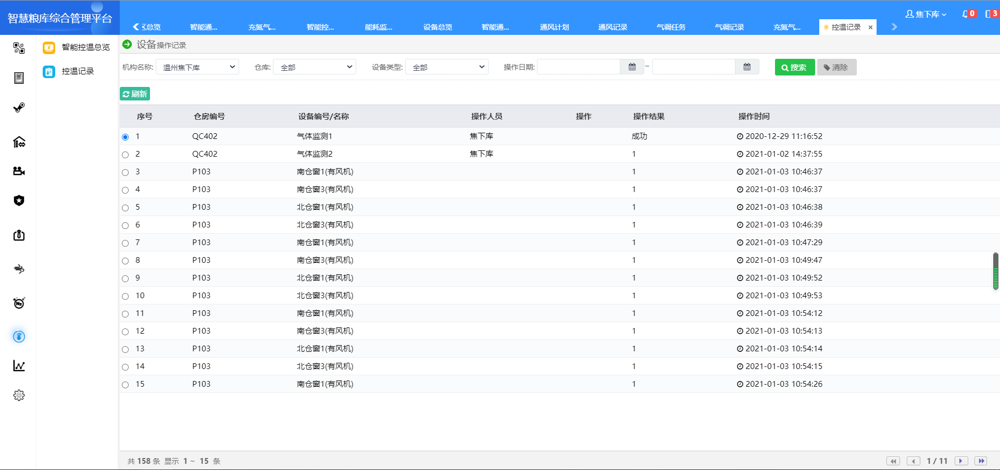 智慧粮库综合管理平台
焦下库 0 3
总览 智能通... 充氮气... 智能控... 能耗监... 设备总览 智能通... 通风计划 通风记录 气调任务 气调记录 充氮气... 控温记录 ×
智能控温总览
控温记录
设备操作记录
机构名称: 温州焦下库 仓库: 全部 设备类型: 全部 操作日期: ~ 搜索 清除
刷新
序号 仓房编号 设备编号/名称 操作人员 操作 操作结果 操作时间
1 QC402 气体监测1 焦下库 成功 2020-12-29 11:16:52
2 QC402 气体监测2 焦下库 1 2021-01-02 14:37:55
3 P103 南仓窗1(有风机) 1 2021-01-03 10:46:37
4 P103 南仓窗3(有风机) 1 2021-01-03 10:46:37
5 P103 北仓窗1(有风机) 1 2021-01-03 10:46:38
6 P103 北仓窗3(有风机) 1 2021-01-03 10:46:39
7 P103 南仓窗1(有风机) 1 2021-01-03 10:47:29
8 P103 南仓窗3(有风机) 1 2021-01-03 10:49:47
9 P103 北仓窗1(有风机) 1 2021-01-03 10:49:52
10 P103 北仓窗3(有风机) 1 2021-01-03 10:49:53
11 P103 南仓窗1(有风机) 1 2021-01-03 10:54:12
12 P103 南仓窗3(有风机) 1 2021-01-03 10:54:13
13 P103 北仓窗1(有风机) 1 2021-01-03 10:54:14
14 P103 北仓窗3(有风机) 1 2021-01-03 10:54:15
15 P103 南仓窗1(有风机) 1 2021-01-03 10:54:26
共 158 条 显示 1 ~ 15 条 1 / 11